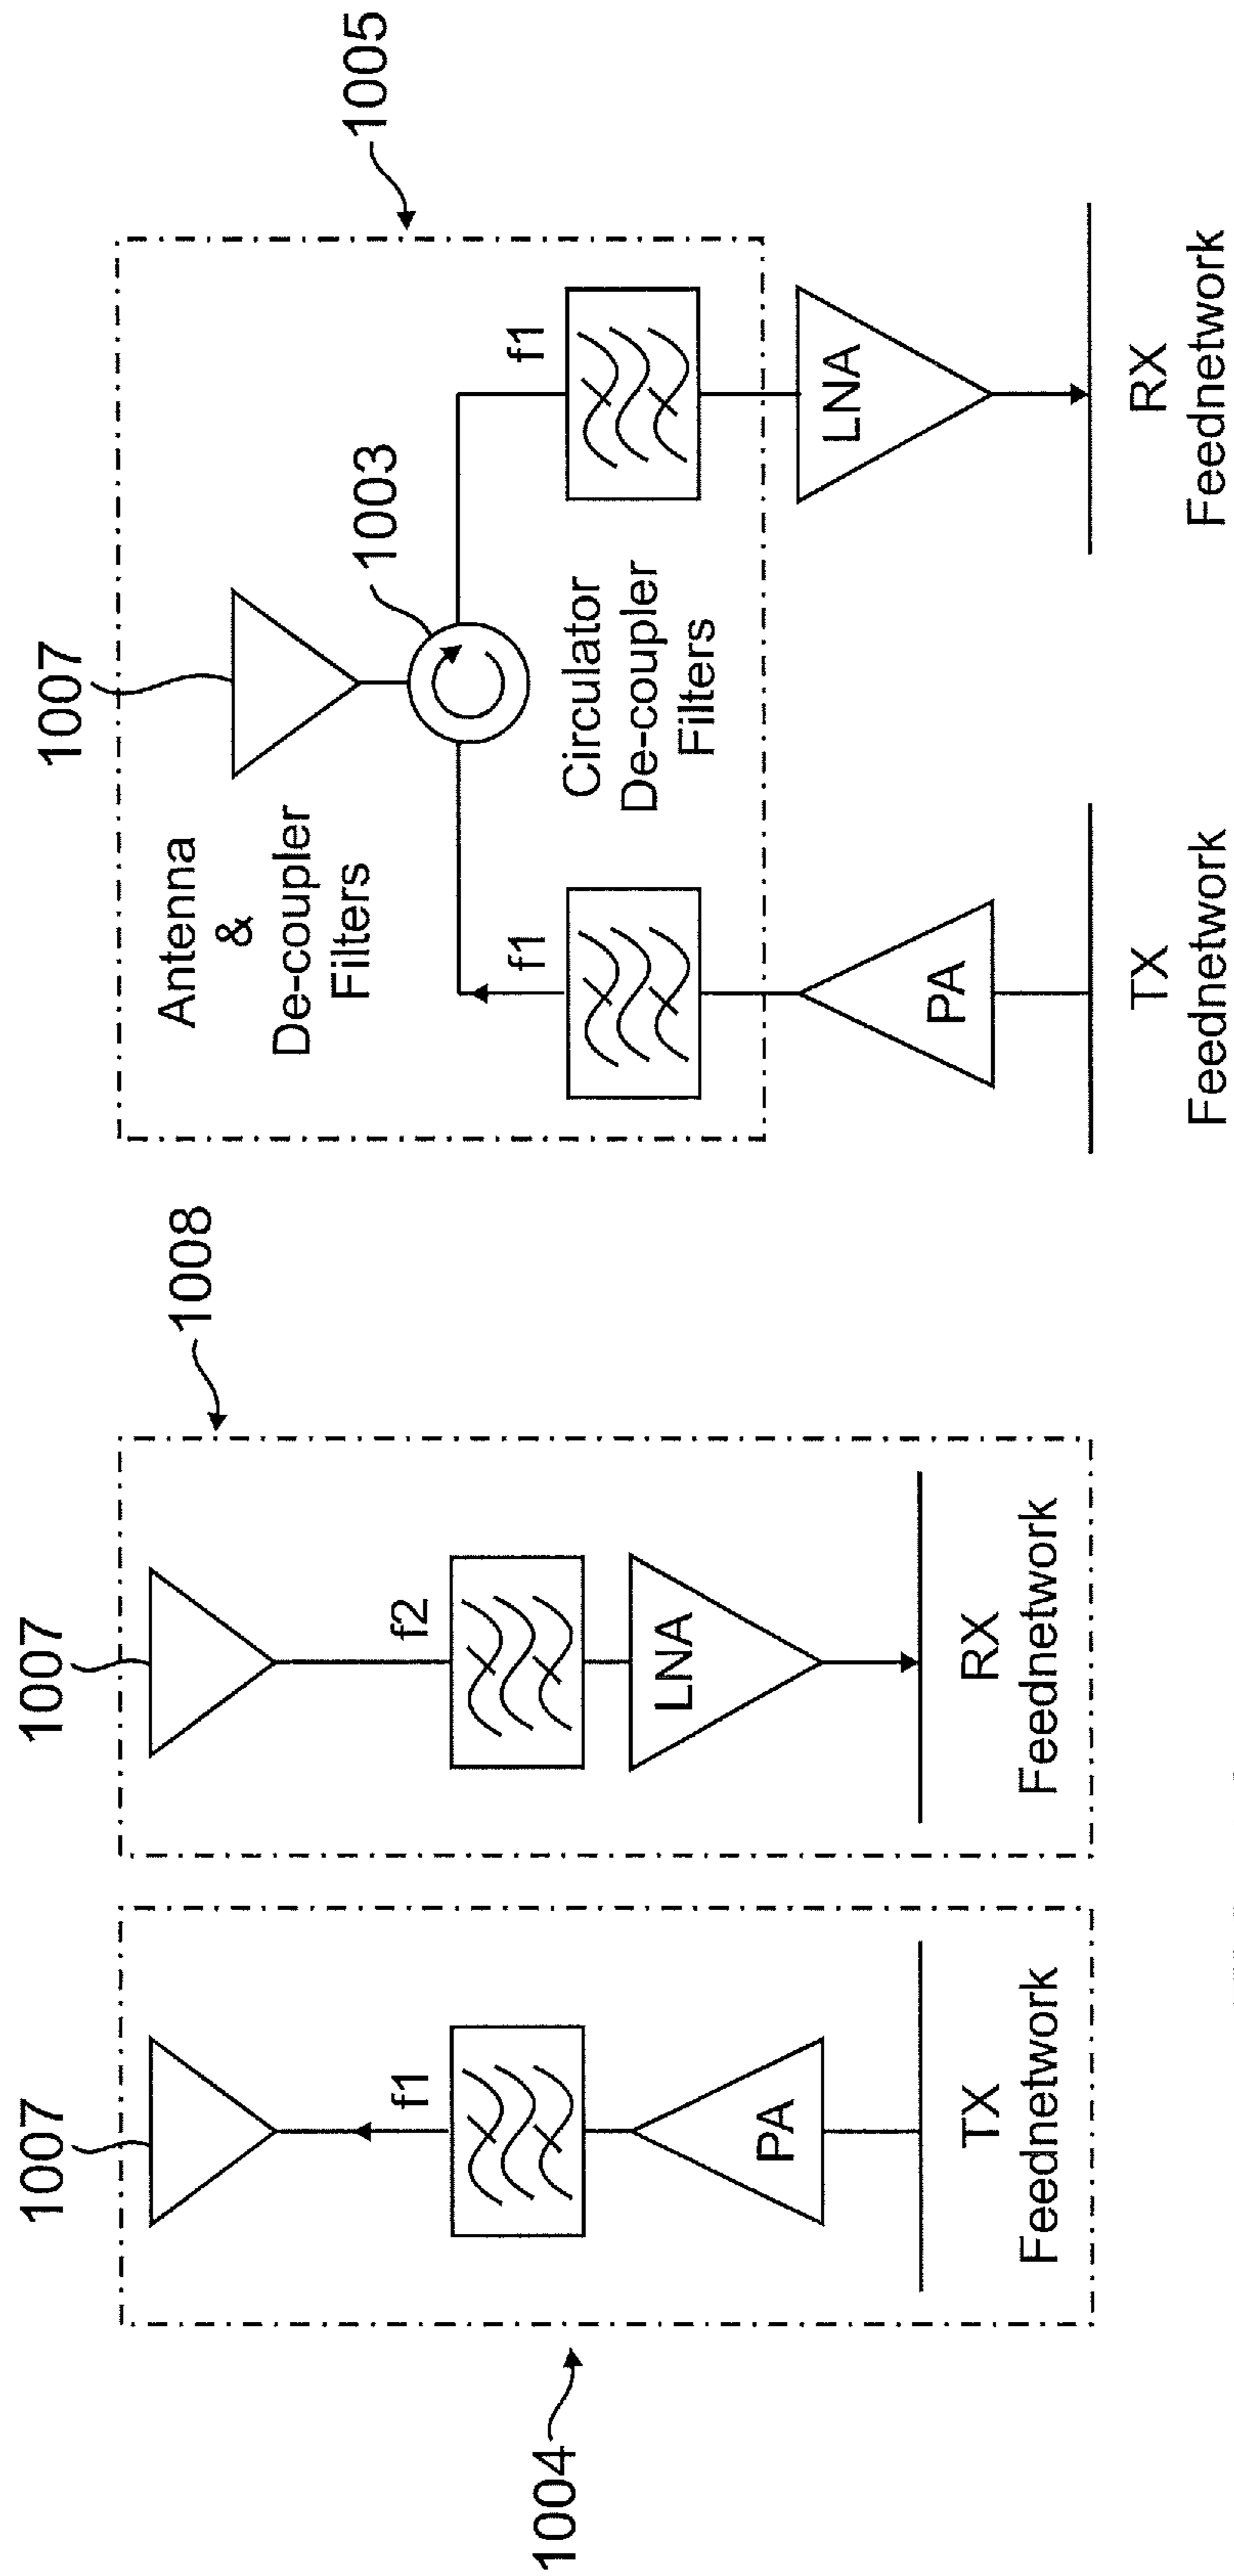 1004
1007
f1
PA
TX
Feednetwork
1007
1008
f2
LNA
RX
Feednetwork
1005
1007
Antenna
&
De-coupler
Filters
1003
f1
f1
Circulator
De-coupler
Filters
PA
LNA
TX
Feednetwork
RX
Feednetwork